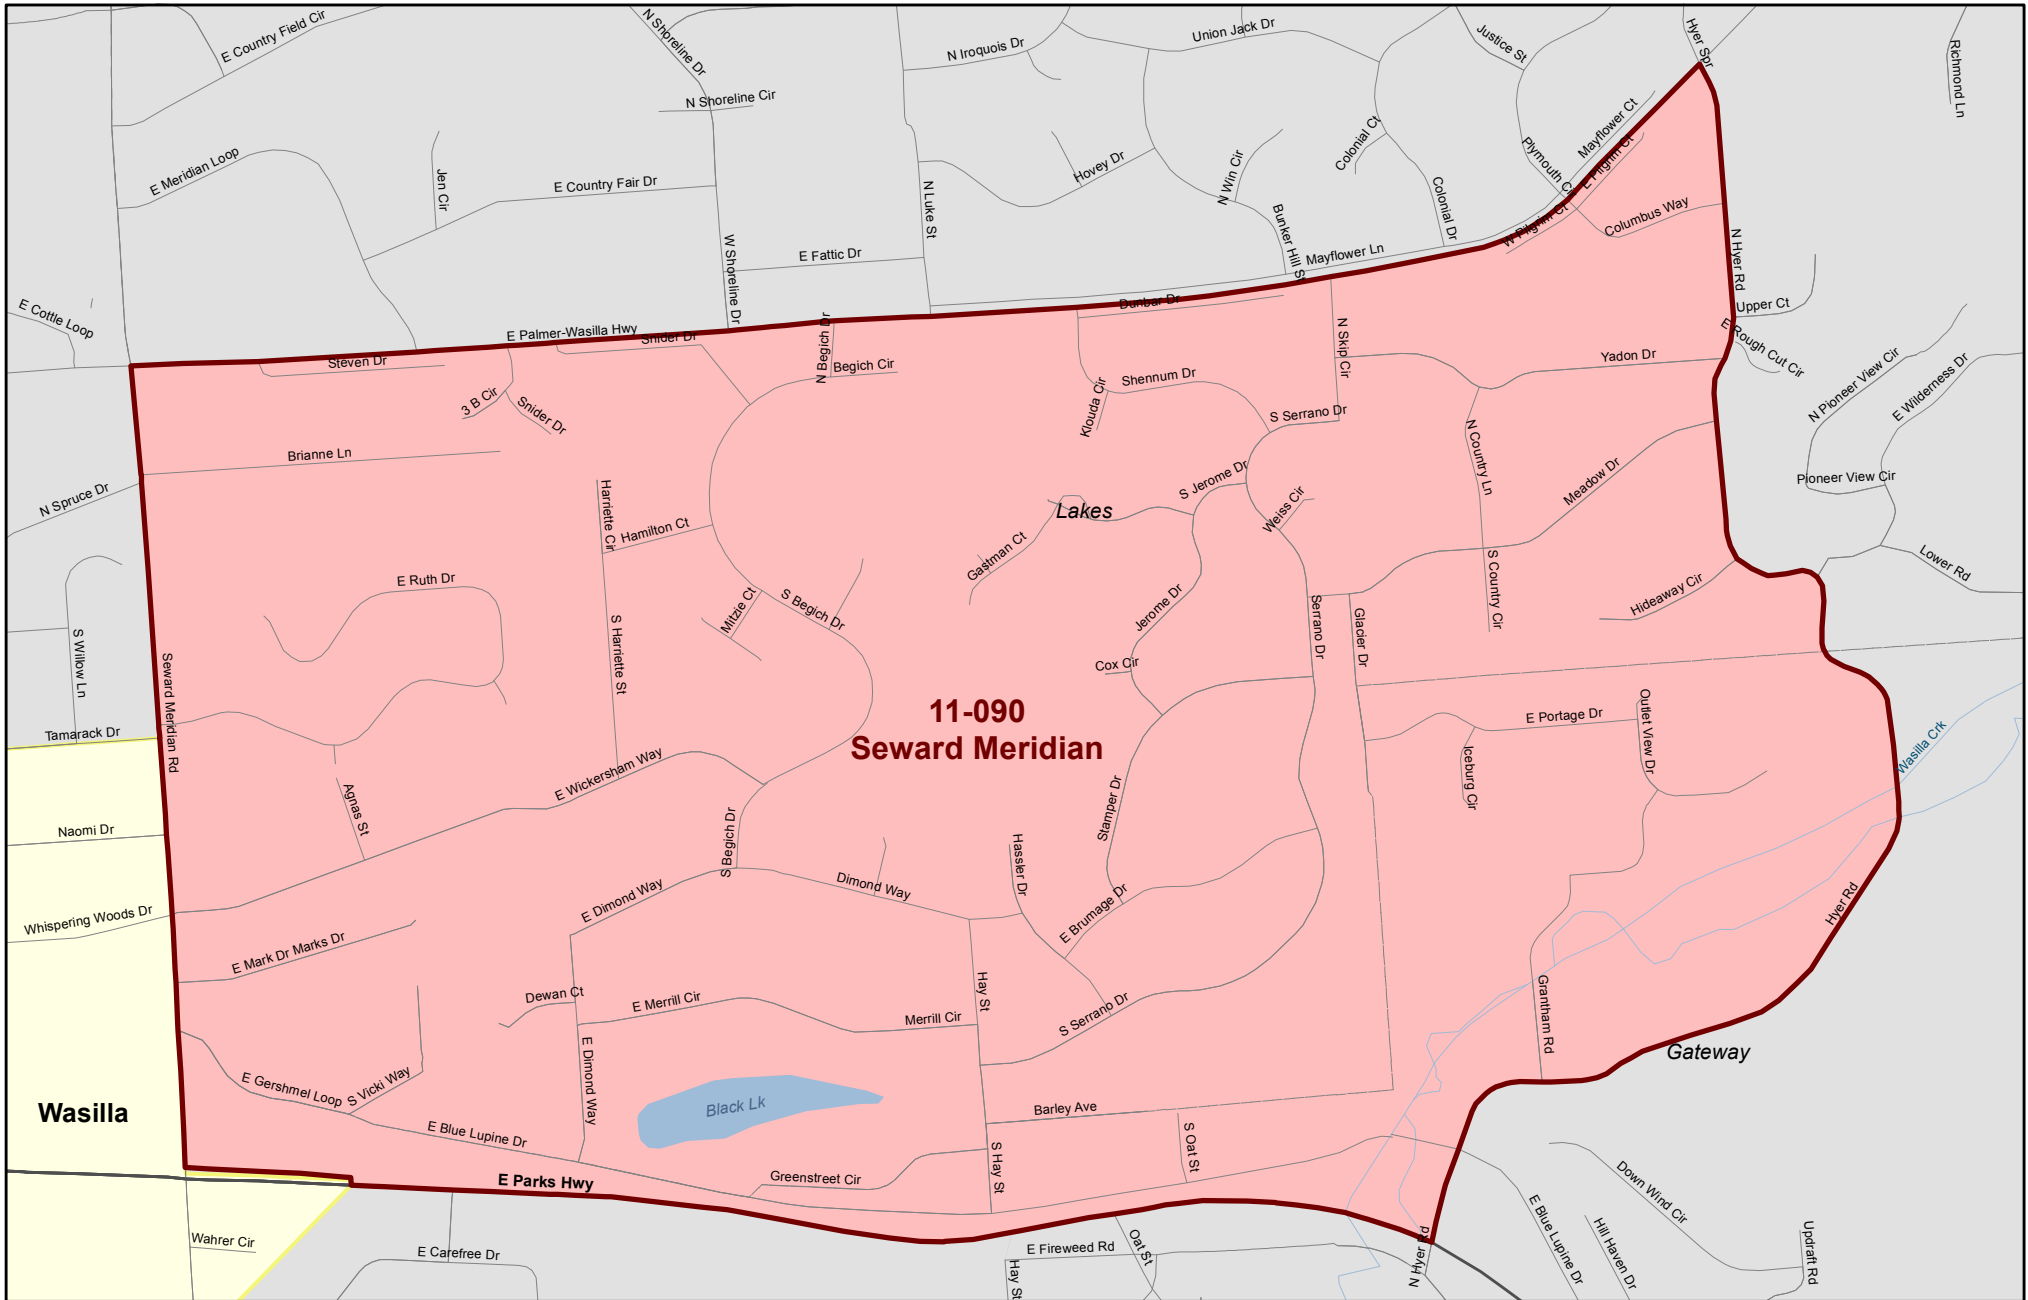 E Country Field Cir
N Shoreline Dr
N Iroquois Dr
Union Jack Dr
Justice St
Hyer Spr
Richmond Ln
N Shoreline Cir
Mayflower Ct
E Meridian Loop
Jen Cir
E Country Fair Dr
N Luke St
Hovey Dr
N Win Cir
Colonial Ct
Plymouth Cir
E Pilgrim Ct
Colonial Dr
W Pilgrim Ct
Columbus Way
Bunker Hill St
Mayflower Ln
W Shoreline Dr
E Fattic Dr
N Hyer Rd
E Cottle Loop
E Palmer-Wasilla Hwy
Snider Dr
Dunbar Dr
Upper Ct
E Rough Cut Cir
Steven Dr
N Begich Dr
Begich Cir
N Skip Cir
Yadon Dr
N Pioneer View Cir
E Wilderness Dr
3 B Cir
Snider Dr
Klouda Cir
Shennum Dr
S Serrano Dr
Brianne Ln
N Spruce Dr
Harriette Cir
Hamilton Ct
S Jerome Dr
Weiss Cir
N Country Ln
Meadow Dr
Pioneer View Cir
Lakes
Gastman Ct
Lower Rd
E Ruth Dr
Mitzie Ct
S Begich Dr
Jerome Dr
S Country Cir
Hideaway Cir
S Willow Ln
Seward Meridian Rd
S Harriette St
Cox Cir
Serrano Dr
Glacier Dr
11-090
Seward Meridian
E Portage Dr
Outlet View Dr
Iceburg Cir
Wasilla Crk
Tamarack Dr
Naomi Dr
Agnas St
E Wickersham Way
S Begich Dr
Stamper Dr
Hassler Dr
Whispering Woods Dr
E Mark Dr Marks Dr
E Dimond Way
Dimond Way
E Brumage Dr
Hyer Rd
Dewan Ct
E Merrill Cir
Merrill Cir
Hay St
S Serrano Dr
Grantham Rd
Gateway
E Gershmel Loop
S Vicki Way
E Dimond Way
Black Lk
Barley Ave
Wasilla
E Blue Lupine Dr
S Oat St
S Hay St
Greenstreet Cir
E Parks Hwy
Wahrer Cir
E Carefree Dr
E Fireweed Rd
Hay St
Oat St
N Hyer Rd
E Blue Lupine Dr
Hill Haven Dr
Down Wind Cir
Updraft Rd